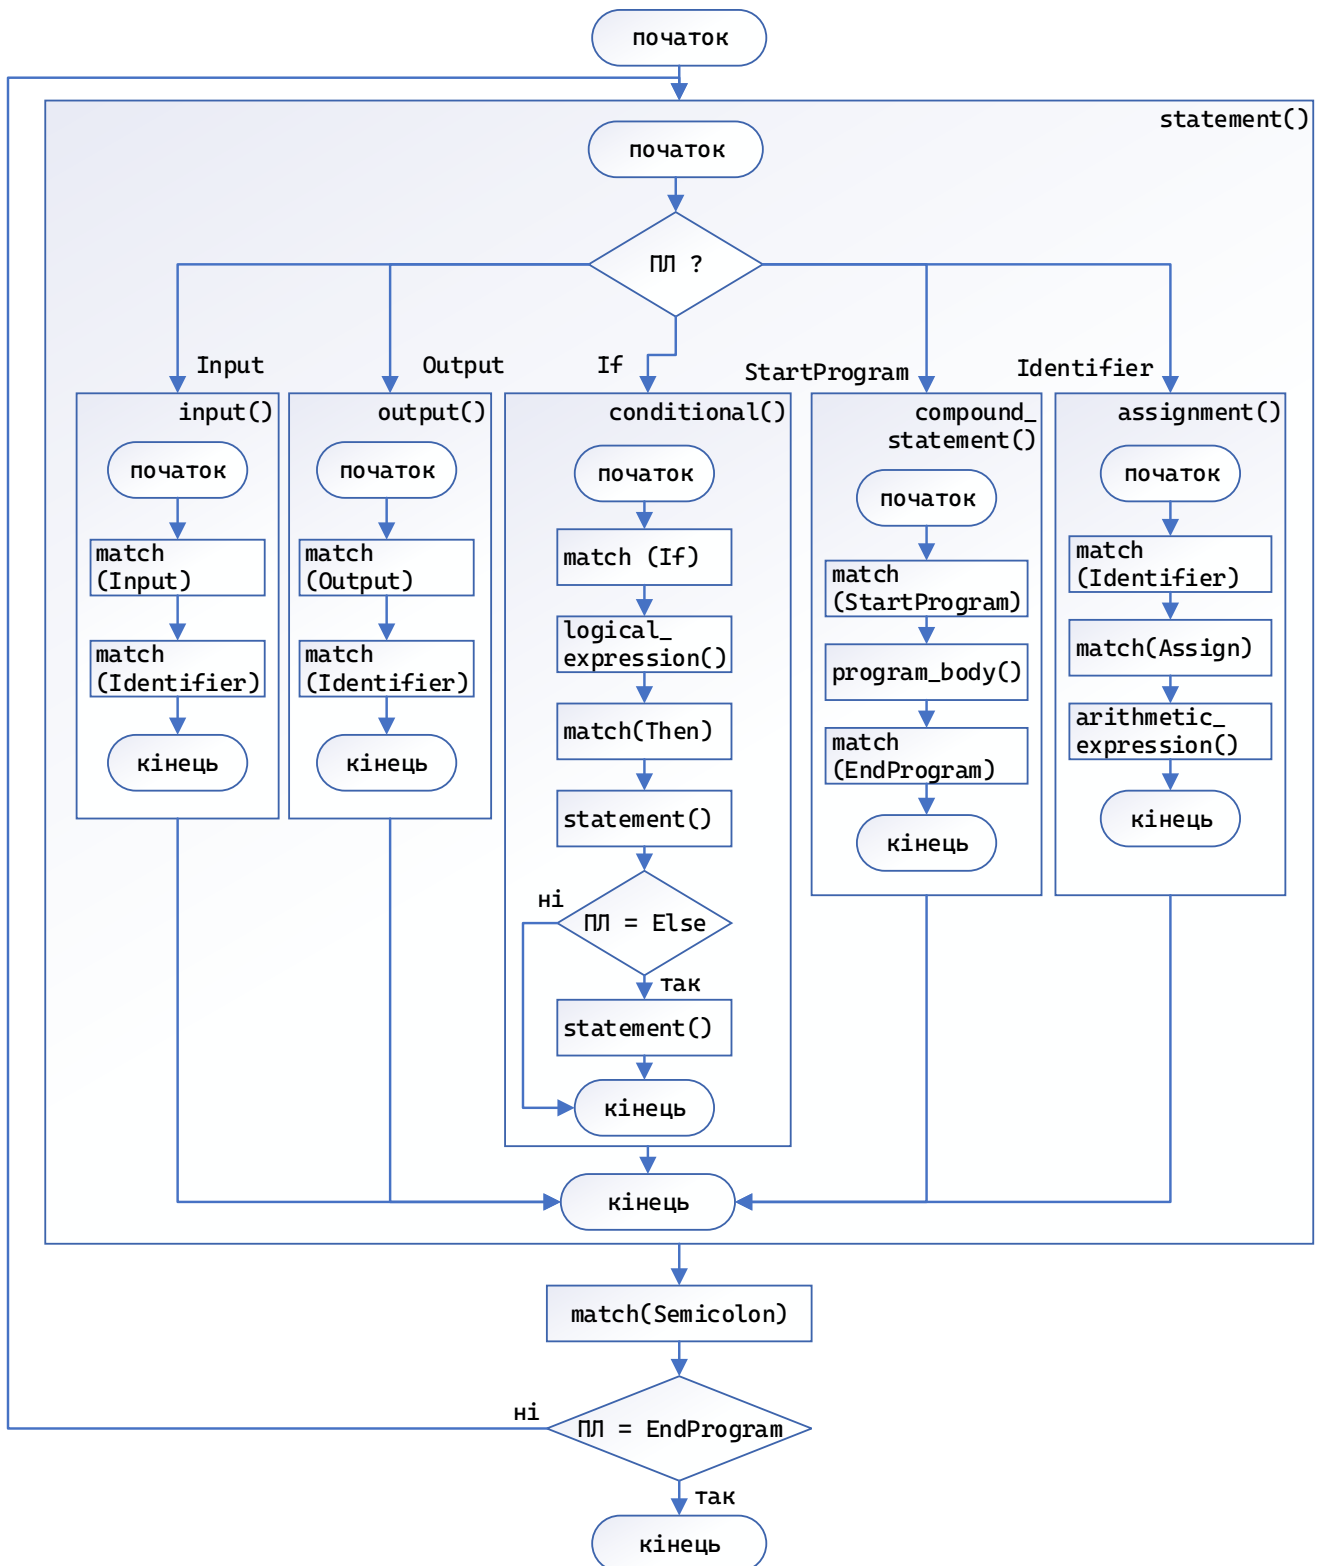 початок
statement()
початок
ПЛ ?
Input
Output
If
StartProgram
Identifier
input()
початок
match
(Input)
match
(Identifier)
кінець
output()
початок
match
(Output)
match
(Identifier)
кінець
conditional()
початок
match (If)
logical_
expression()
match(Then)
statement()
ні
ПЛ = Else
так
statement()
кінець
compound_
statement()
початок
match
(StartProgram)
program_body()
match
(EndProgram)
кінець
assignment()
початок
match
(Identifier)
match(Assign)
arithmetic_
expression()
кінець
кінець
match(Semicolon)
ні
ПЛ = EndProgram
так
кінець